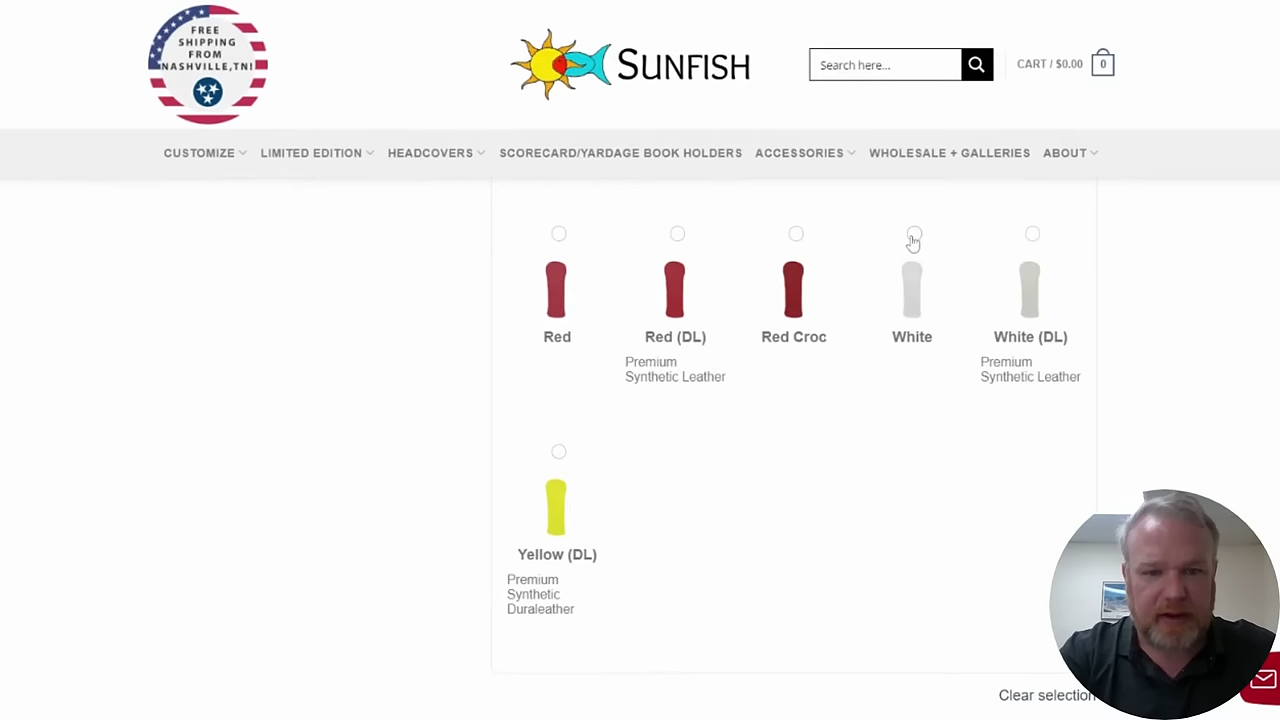 FREE
SHIPPING
FROM
NASHVILLE,TN!
SUNFISH
Search here...
CART / $0.00
0
CUSTOMIZE
LIMITED EDITION
HEADCOVERS
SCORECARD/YARDAGE BOOK HOLDERS
ACCESSORIES
WHOLESALE + GALLERIES
ABOUT
Red
Red (DL)
Red Croc
White
White (DL)
Premium
Synthetic Leather
Premium
Synthetic Leather
Yellow (DL)
Premium
Synthetic
Duraleather
Clear selection